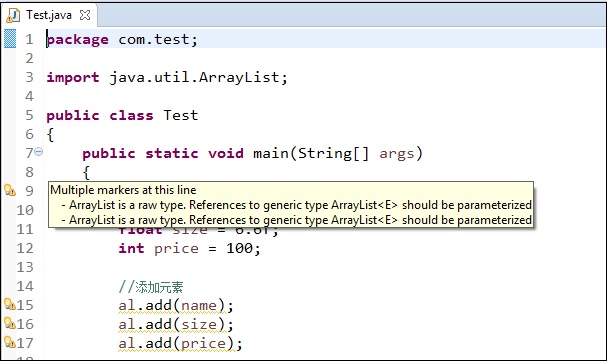 Test.java
1 package com.test;
2
3 import java.util.ArrayList;
4
5 public class Test
6 {
7 public static void main(String[] args)
8 {
9
Multiple markers at this line
- ArrayList is a raw type. References to generic type ArrayList<E> should be parameterized
- ArrayList is a raw type. References to generic type ArrayList<E> should be parameterized
10
11 float size = 6.6f;
12 int price = 100;
13
14 //添加元素
15 al.add(name);
16 al.add(size);
17 al.add(price);